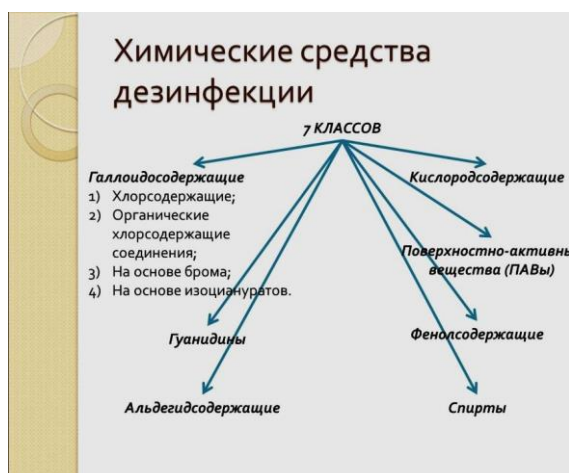 Химические средства
дезинфекции
7 КЛАССОВ
Галлоидосодержащие
1) Хлорсодержащие;
2) Органические
хлорсодержащие
соединения;
3) На основе брома;
4) На основе изоциануратов.
Гуанидины
Альдегидсодержащие
Кислородсодержащие
Поверхностно-активны
вещества (ПАВы)
Фенолсодержащие
Спирты